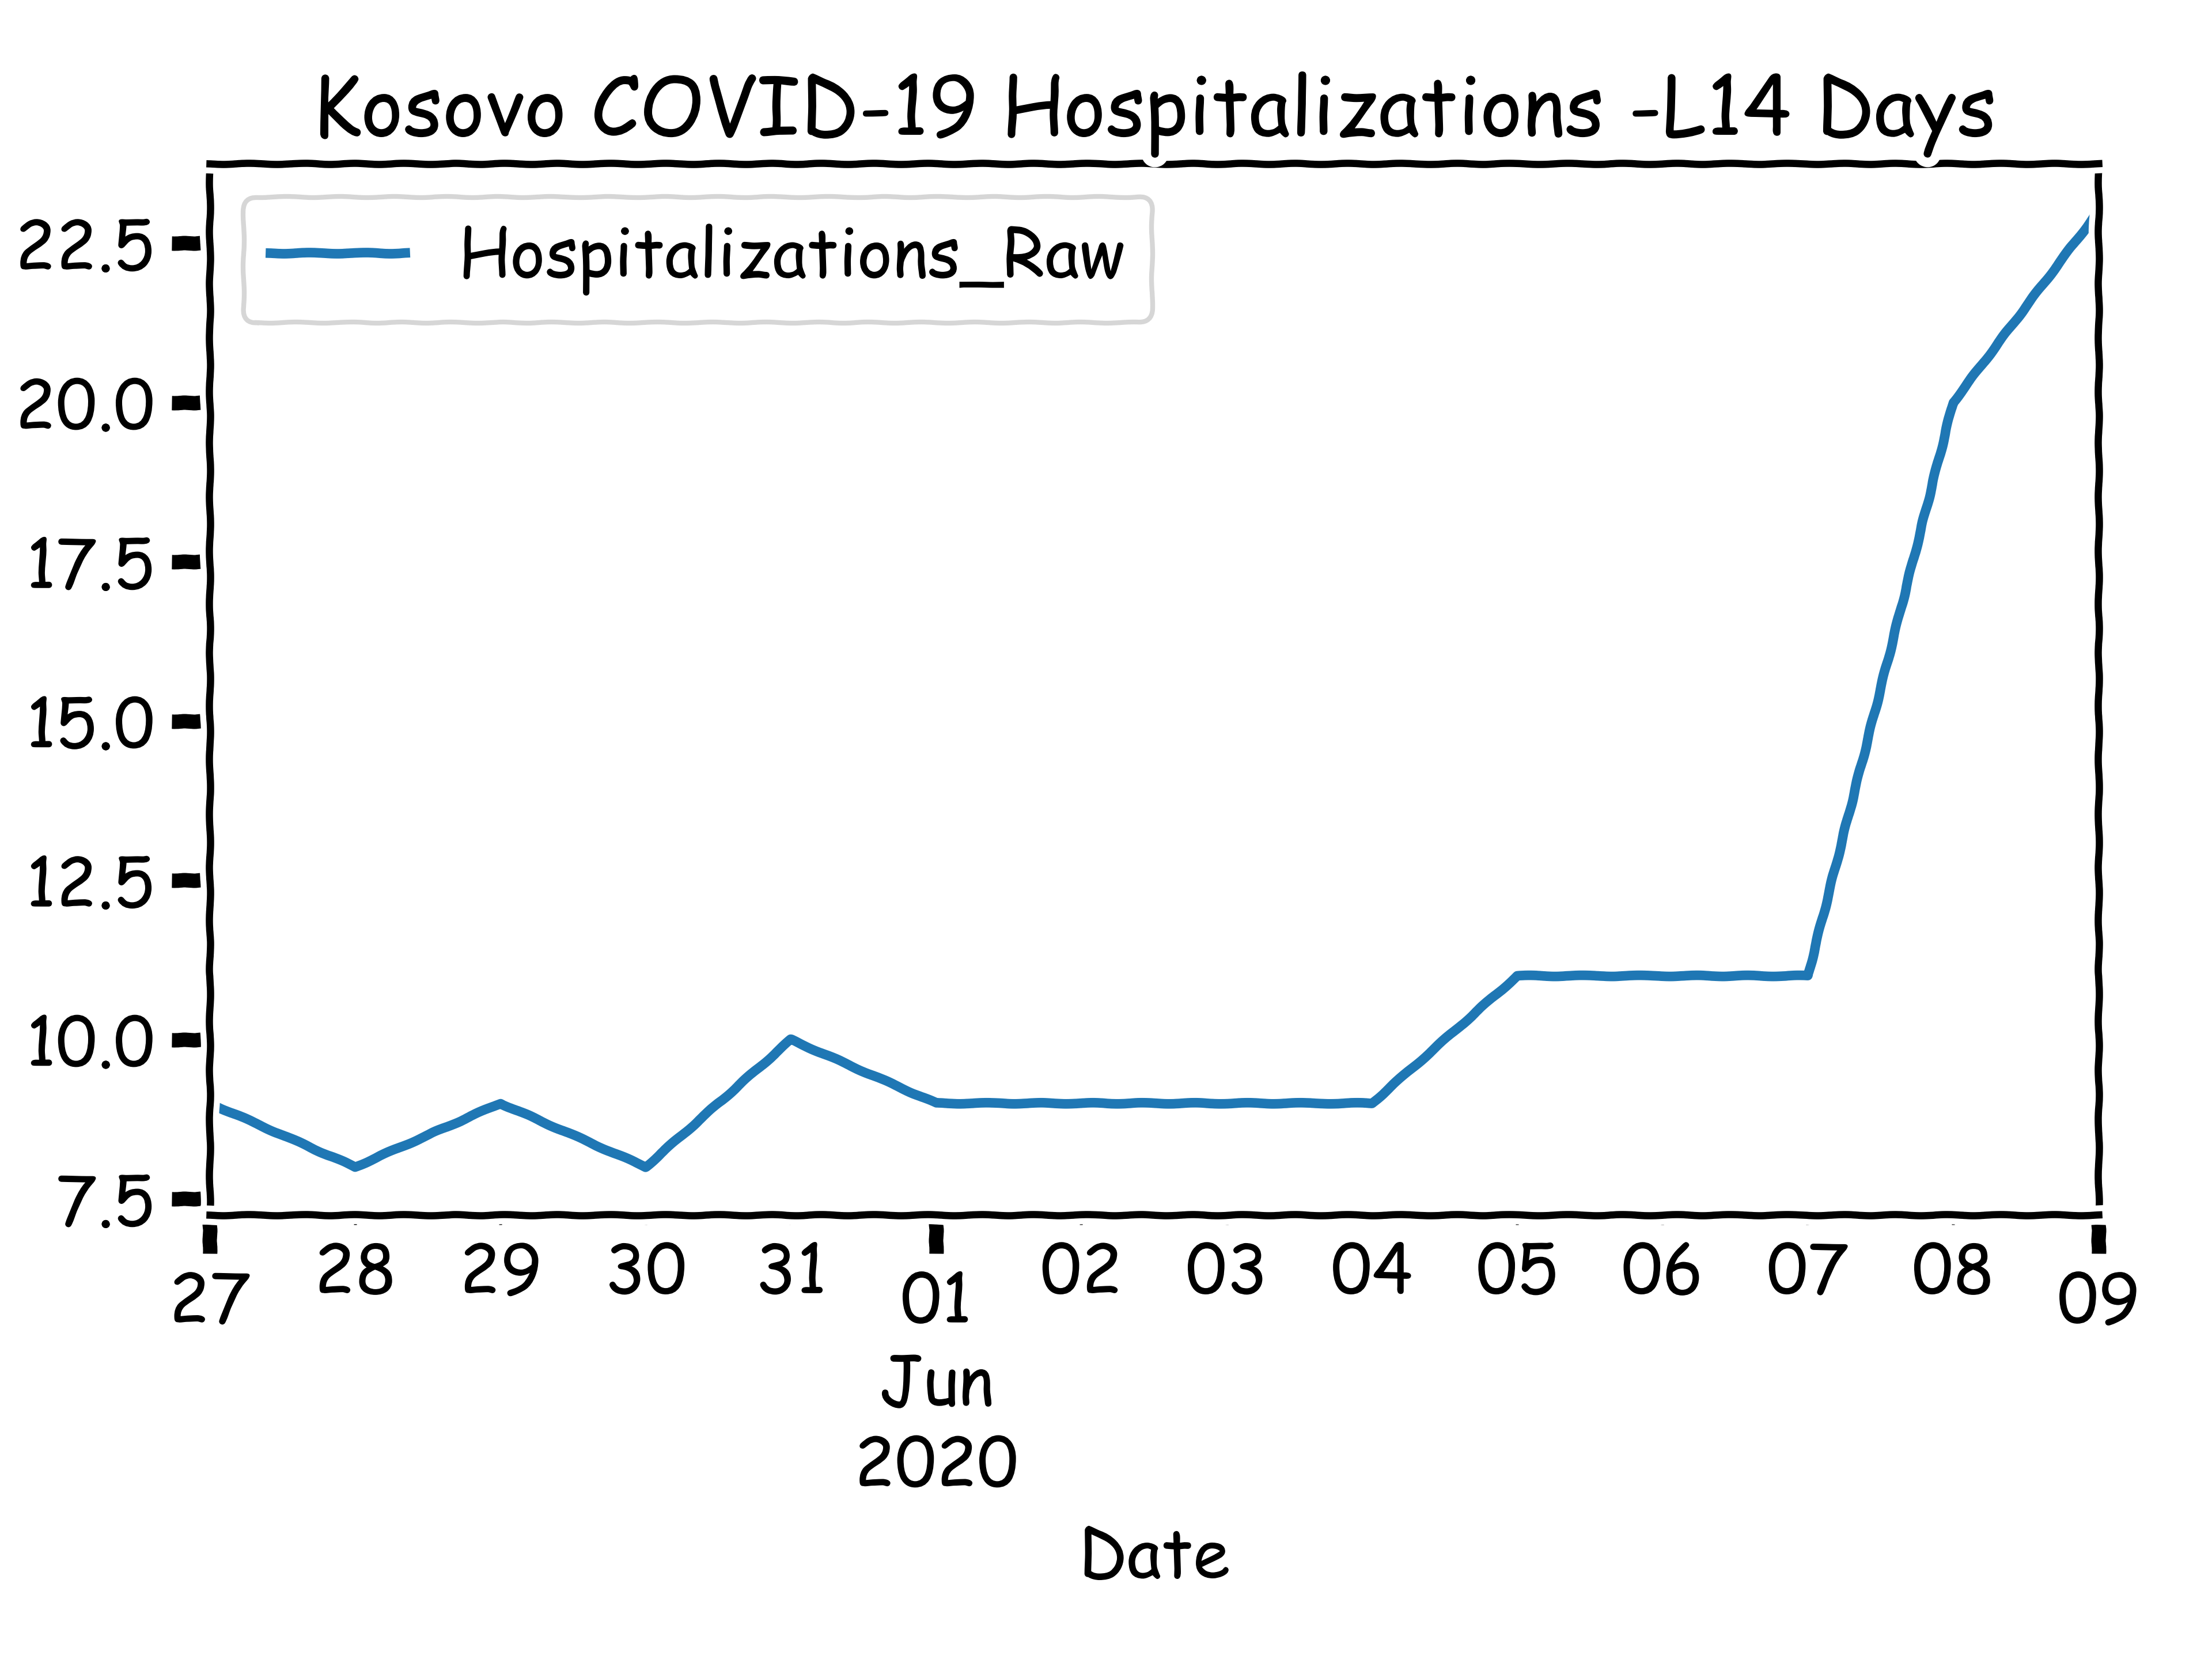 Kosovo COVID-19 Hospitalizations -L14 Days
Hospitalizations_Raw
22.5
20.0
17.5
15.0
12.5
10.0
7.5
27 28 29 30 31 01 02 03 04 05 06 07 08 09
Jun
2020
Date